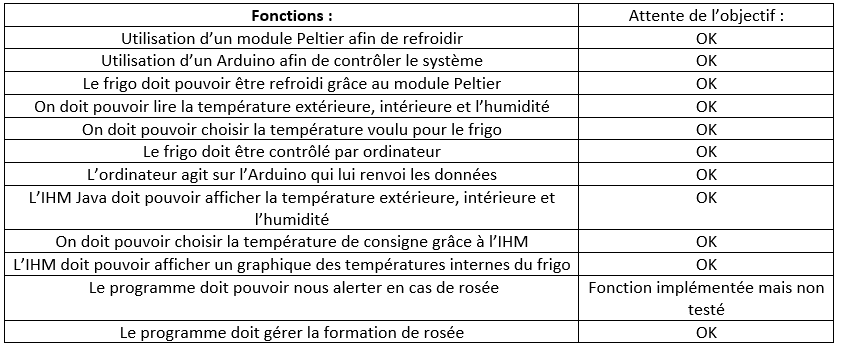 Fonctions : Attente de l’objectif :
Utilisation d’un module Peltier afin de refroidir OK
Utilisation d’un Arduino afin de contrôler le système OK
Le frigo doit pouvoir être refroidi grâce au module Peltier OK
On doit pouvoir lire la température extérieure, intérieure et l’humidité OK
On doit pouvoir choisir la température voulu pour le frigo OK
Le frigo doit être contrôlé par ordinateur OK
L’ordinateur agit sur l’Arduino qui lui renvoi les données OK
L’IHM Java doit pouvoir afficher la température extérieure, intérieure et OK
l’humidité
On doit pouvoir choisir la température de consigne grâce à l’IHM OK
L’IHM doit pouvoir afficher un graphique des températures internes du frigo OK
Le programme doit pouvoir nous alerter en cas de rosée Fonction implémentée mais non
testé
Le programme doit gérer la formation de rosée OK